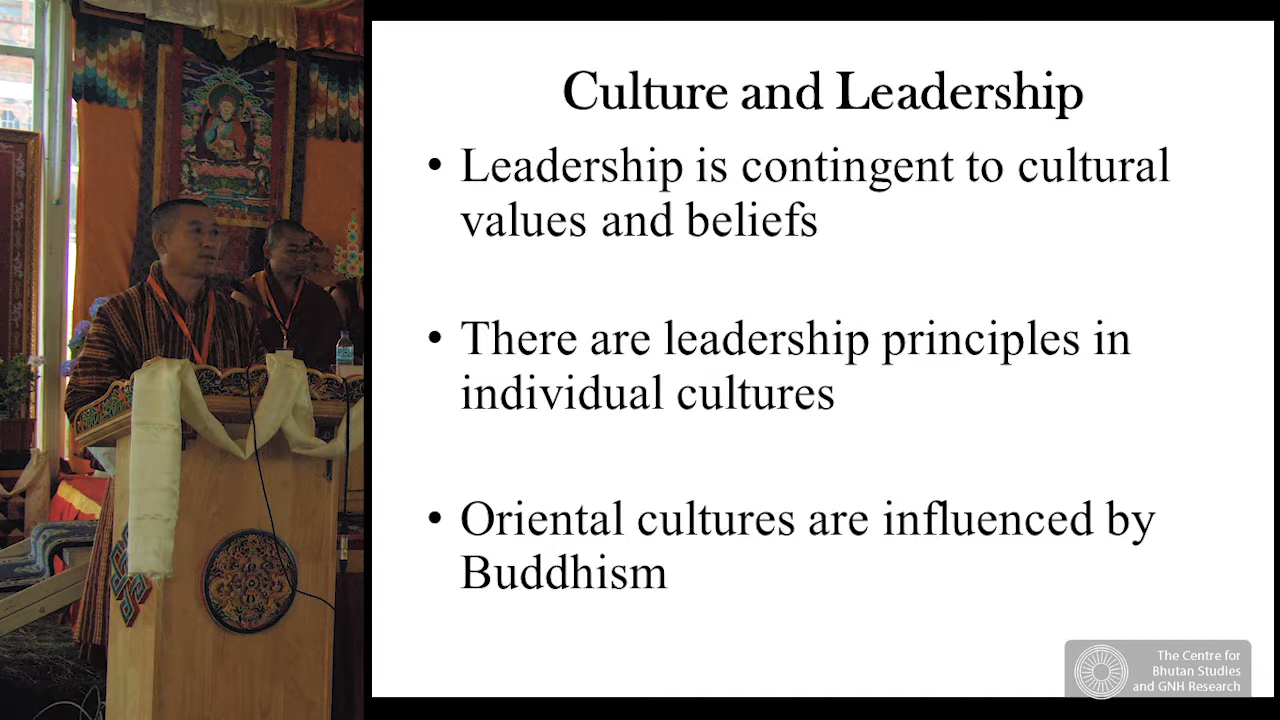 Culture and Leadership
• Leadership is contingent to cultural
values and beliefs
• There are leadership principles in
individual cultures
• Oriental cultures are influenced by
Buddhism
The Centre for
Bhutan Studies
and GNH Research